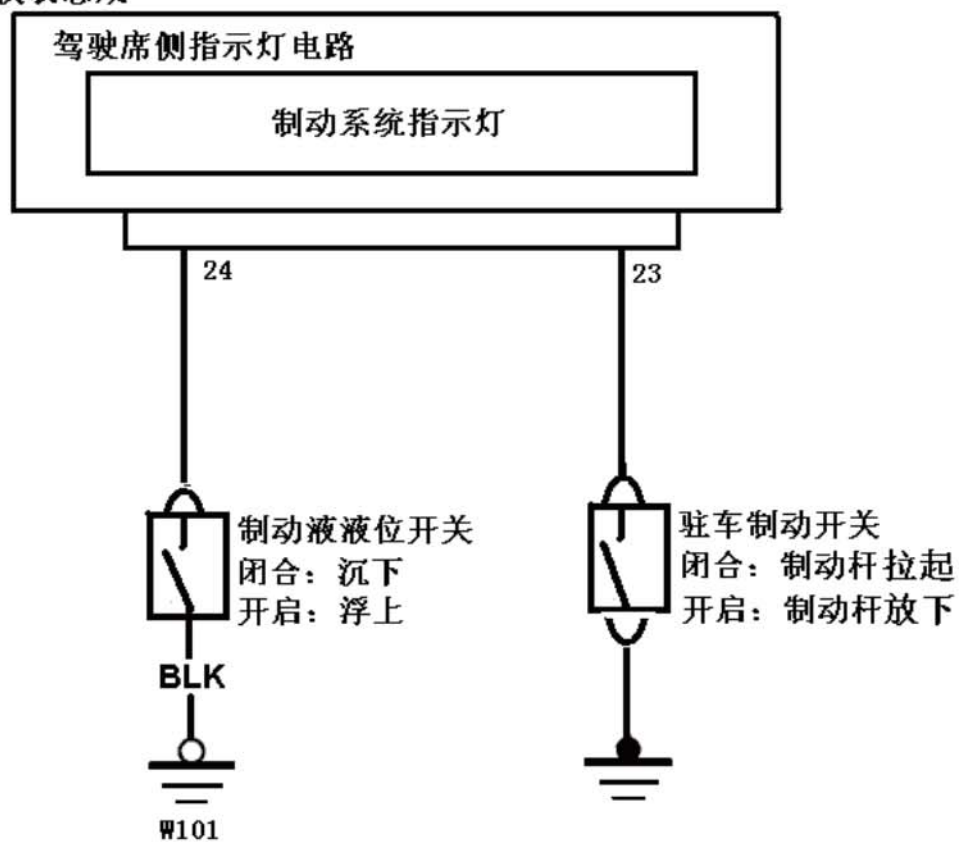 驾驶席侧指示灯电路
制动系统指示灯
24
23
制动液液位开关
闭合：沉下
开启：浮上
驻车制动开关
闭合：制动杆拉起
开启：制动杆放下
BLK
W101